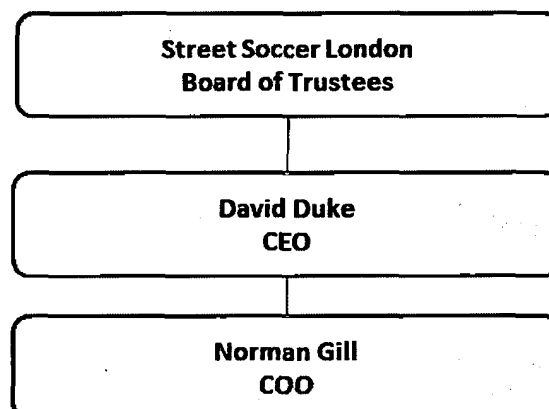 Street Soccer London
Board of Trustees
David Duke
CEO
Norman Gill
COO